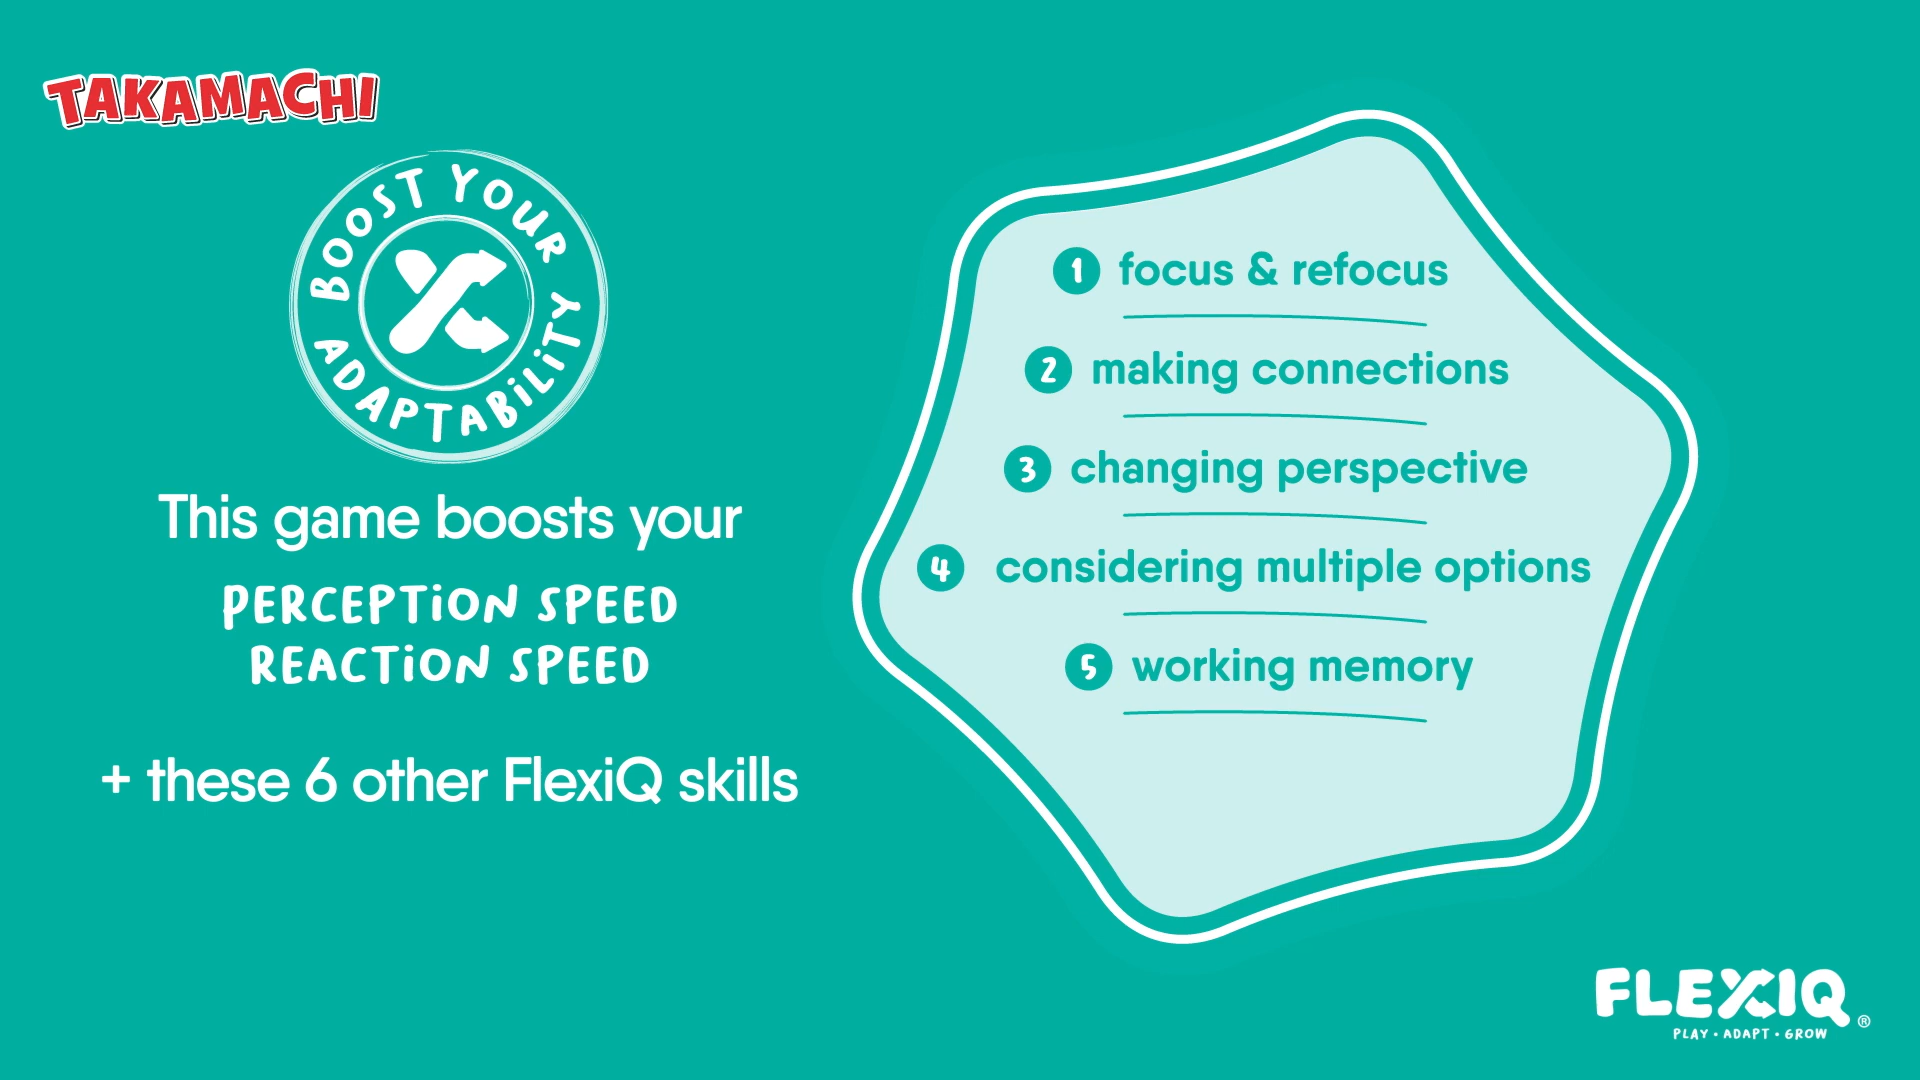 TAKAMACHI
BOOST YOUR
ADAPTABiLiTY
This game boosts your
PERCEPTiON SPEED
REACTiON SPEED
+ these 6 other FlexiQ skills
1 focus & refocus
2 making connections
3 changing perspective
4 considering multiple options
5 working memory
FLEXIQ®
PLAY • ADAPT • GROW